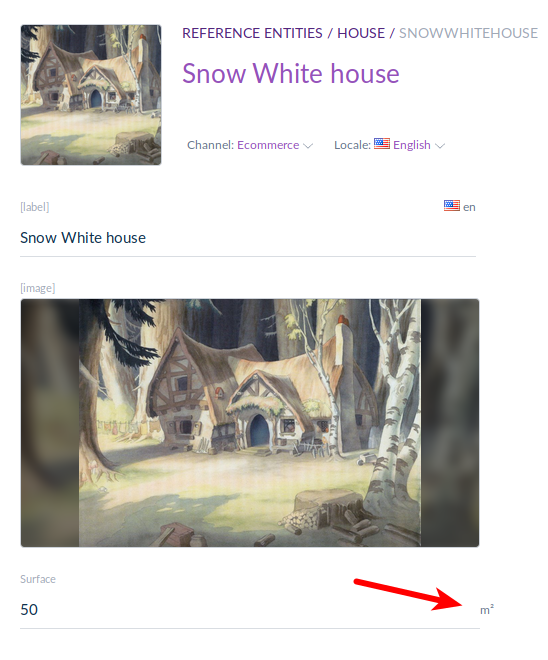 REFERENCE ENTITIES / HOUSE / SNOWWHITEHOUSE
Snow White house
Channel: Ecommerce Locale: English
[label] en
Snow White house
[image]
Surface
50 m²